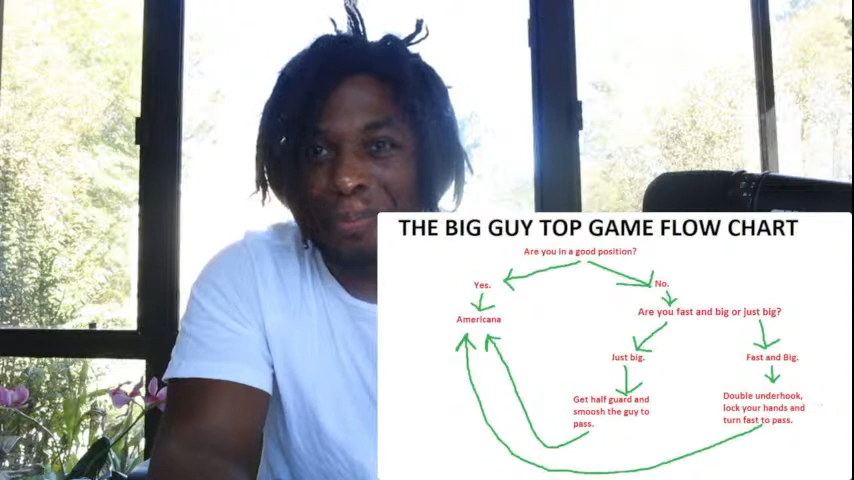 THE BIG GUY TOP GAME FLOW CHART
Are you in a good position?
Yes.
No.
Americana
Are you fast and big or just big?
Just big.
Fast and Big.
Get half guard and
smoosh the guy to
pass.
Double underhook,
lock your hands and
turn fast to pass.